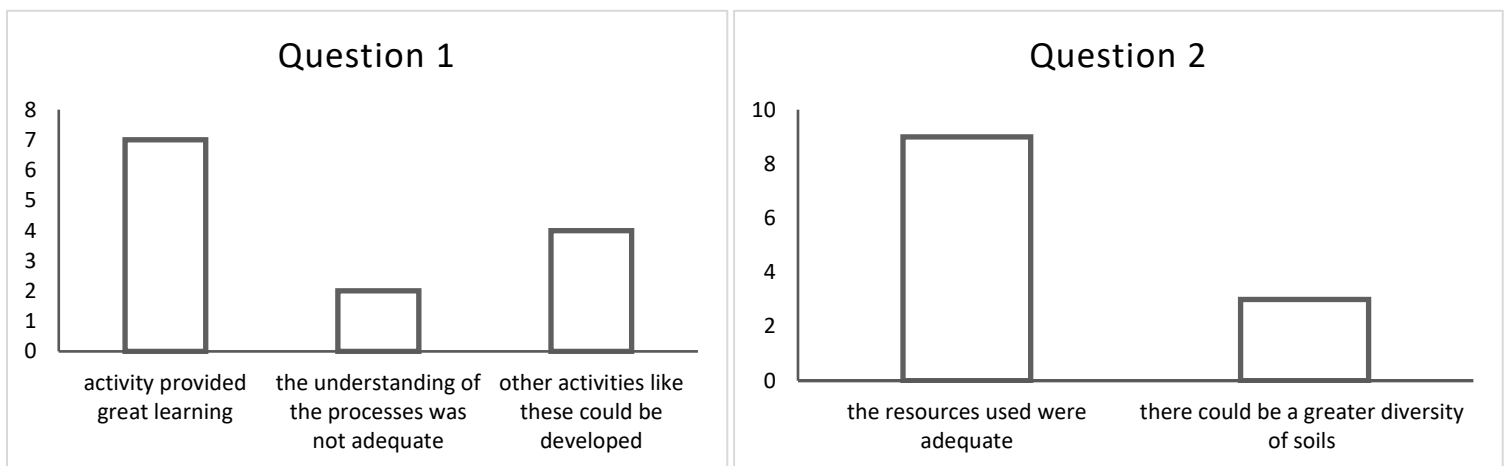 Question 1
8
7
6
5
4
3
2
1
0
activity provided
great learning
the understanding of
the processes was
not adequate
other activities like
these could be
developed
Question 2
10
8
6
4
2
0
the resources used were
adequate
there could be a greater diversity
of soils